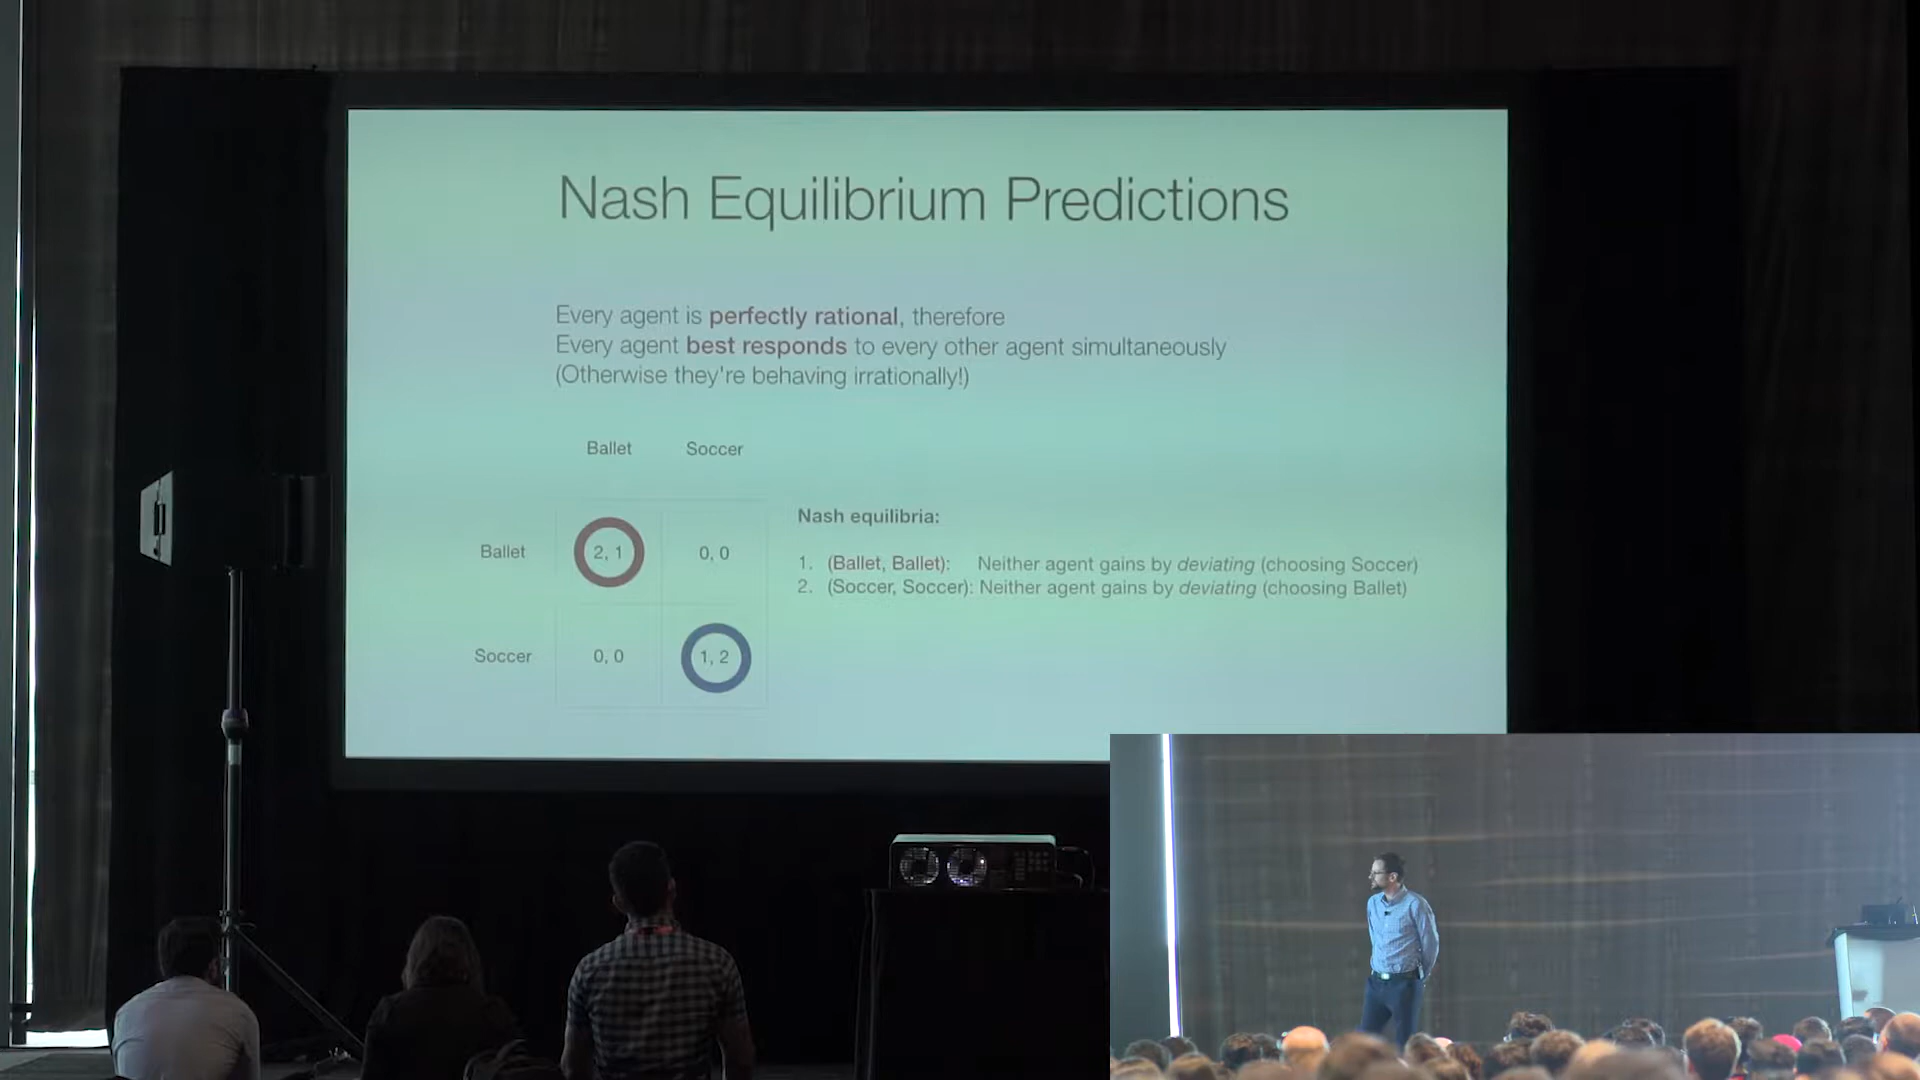 Nash Equilibrium Predictions
Every agent is perfectly rational, therefore
Every agent best responds to every other agent simultaneously
(Otherwise they're behaving irrationally!)
Ballet Soccer
Ballet 2, 1 0, 0
Soccer 0, 0 1, 2
Nash equilibria:
1. (Ballet, Ballet): Neither agent gains by deviating (choosing Soccer)
2. (Soccer, Soccer): Neither agent gains by deviating (choosing Ballet)